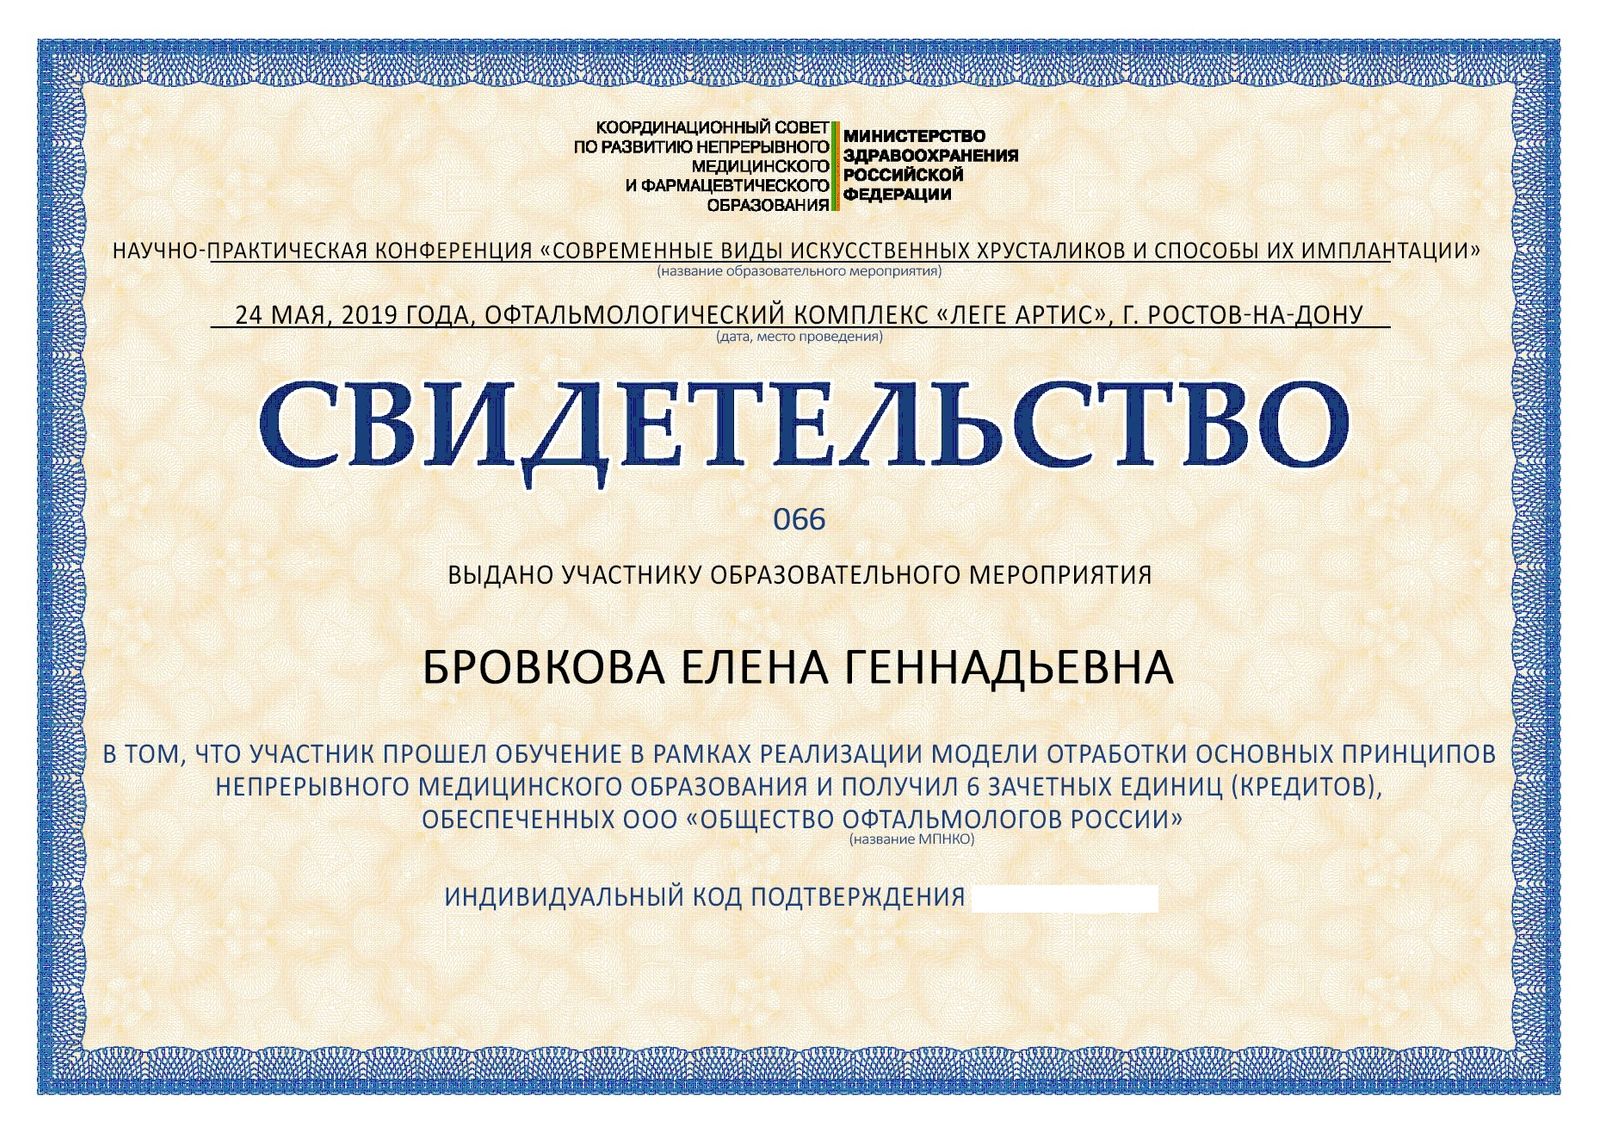 КООРДИНАЦИОННЫЙ СОВЕТ
ПО РАЗВИТИЮ НЕПРЕРЫВНОГО
МЕДИЦИНСКОГО
И ФАРМАЦЕВТИЧЕСКОГО
ОБРАЗОВАНИЯ
МИНИСТЕРСТВО
ЗДРАВООХРАНЕНИЯ
РОССИЙСКОЙ
ФЕДЕРАЦИИ
НАУЧНО-ПРАКТИЧЕСКАЯ КОНФЕРЕНЦИЯ «СОВРЕМЕННЫЕ ВИДЫ ИСКУССТВЕННЫХ ХРУСТАЛИКОВ И СПОСОБЫ ИХ ИМПЛАНТАЦИИ»
(название образовательного мероприятия)
24 МАЯ, 2019 ГОДА, ОФТАЛЬМОЛОГИЧЕСКИЙ КОМПЛЕКС «ЛЕГЕ АРТИС», Г. РОСТОВ-НА-ДОНУ
(дата, место проведения)
СВИДЕТЕЛЬСТВО
066
ВЫДАНО УЧАСТНИКУ ОБРАЗОВАТЕЛЬНОГО МЕРОПРИЯТИЯ
БРОВКОВА ЕЛЕНА ГЕННАДЬЕВНА
В ТОМ, ЧТО УЧАСТНИК ПРОШЕЛ ОБУЧЕНИЕ В РАМКАХ РЕАЛИЗАЦИИ МОДЕЛИ ОТРАБОТКИ ОСНОВНЫХ ПРИНЦИПОВ
НЕПРЕРЫВНОГО МЕДИЦИНСКОГО ОБРАЗОВАНИЯ И ПОЛУЧИЛ 6 ЗАЧЕТНЫХ ЕДИНИЦ (КРЕДИТОВ),
ОБЕСПЕЧЕННЫХ ООО «ОБЩЕСТВО ОФТАЛЬМОЛОГОВ РОССИИ»
(название МПНКО)
ИНДИВИДУАЛЬНЫЙ КОД ПОДТВЕРЖДЕНИЯ